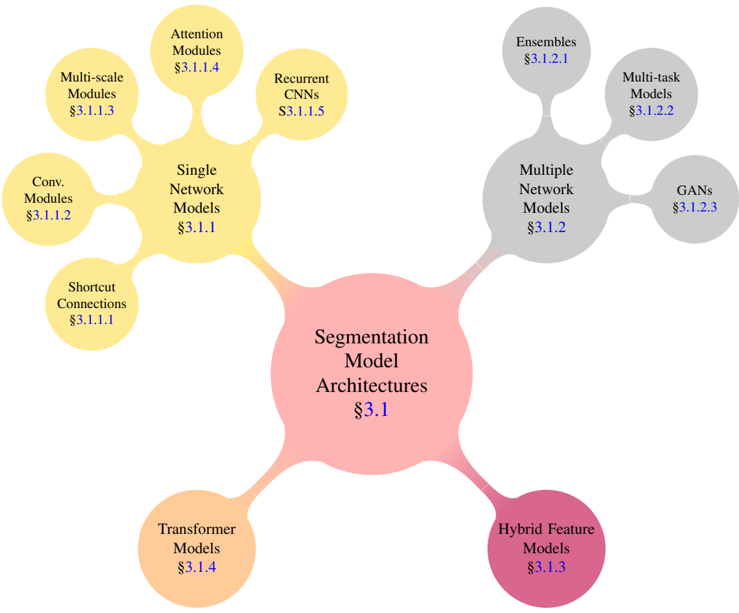 Attention
Modules
§3.1.1.4
Multi-scale
Modules
§3.1.1.3
Recurrent
CNNs
S3.1.1.5
Conv.
Modules
§3.1.1.2
Single
Network
Models
§3.1.1
Shortcut
Connections
§3.1.1.1
Ensembles
§3.1.2.1
Multi-task
Models
§3.1.2.2
Multiple
Network
Models
§3.1.2
GANs
§3.1.2.3
Segmentation
Model
Architectures
§3.1
Transformer
Models
§3.1.4
Hybrid Feature
Models
§3.1.3